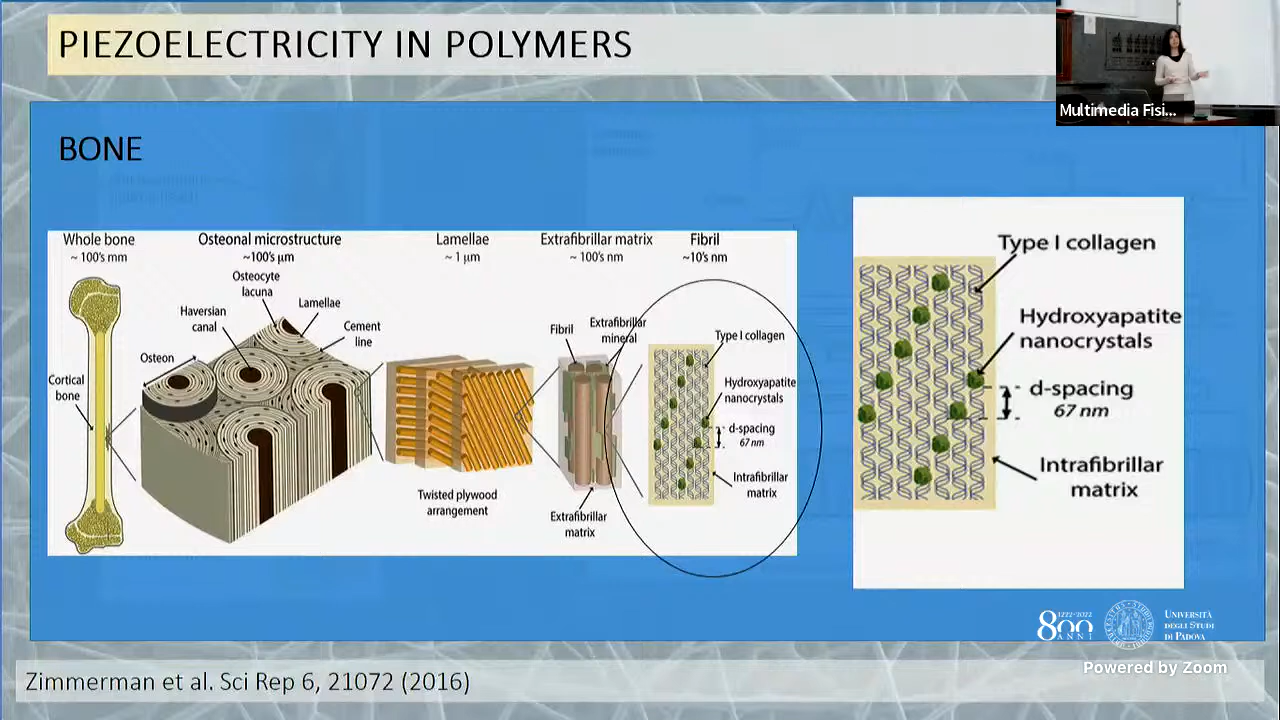 PIEZOELECTRICITY IN POLYMERS
Multimedia Fisi...
BONE
Whole bone
~ 100's mm
Osteonal microstructure
~100's µm
Lamellae
~ 1 µm
Extrafibrillar matrix
~ 100's nm
Fibril
~10's nm
Osteocyte
lacuna
Haversian
canal
Lamellae
Cement
line
Osteon
Cortical
bone
Twisted plywood
arrangement
Fibril
Extrafibrillar
mineral
Extrafibrillar
matrix
Type I collagen
Hydroxyapatite
nanocrystals
d-spacing
67 nm
Intrafibrillar
matrix
Type I collagen
Hydroxyapatite
nanocrystals
d-spacing
67 nm
Intrafibrillar
matrix
1222-2022
800
ANNI
UNIVERSITÀ
DEGLI STUDI
DI PADOVA
Powered by Zoom
Zimmerman et al. Sci Rep 6, 21072 (2016)